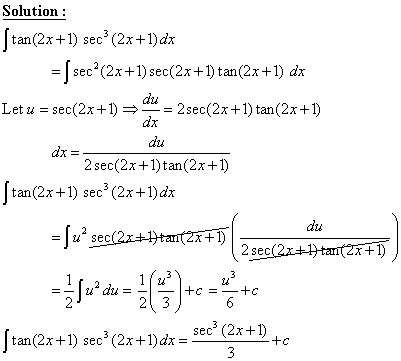 Solution :
∫tan(2x+1) sec³(2x+1)dx
= ∫sec²(2x+1)sec(2x+1)tan(2x+1) dx
Let u = sec(2x+1) ⇒ du/dx = 2sec(2x+1)tan(2x+1)
dx = du/(2sec(2x+1)tan(2x+1))
∫tan(2x+1) sec³(2x+1)dx
= ∫u² sec(2x+1)tan(2x+1) (du/(2sec(2x+1)tan(2x+1)))
= 1/2 ∫u² du = 1/2 (u³/3) + c = u³/6 + c
∫tan(2x+1) sec³(2x+1)dx = sec³(2x+1)/3 + c